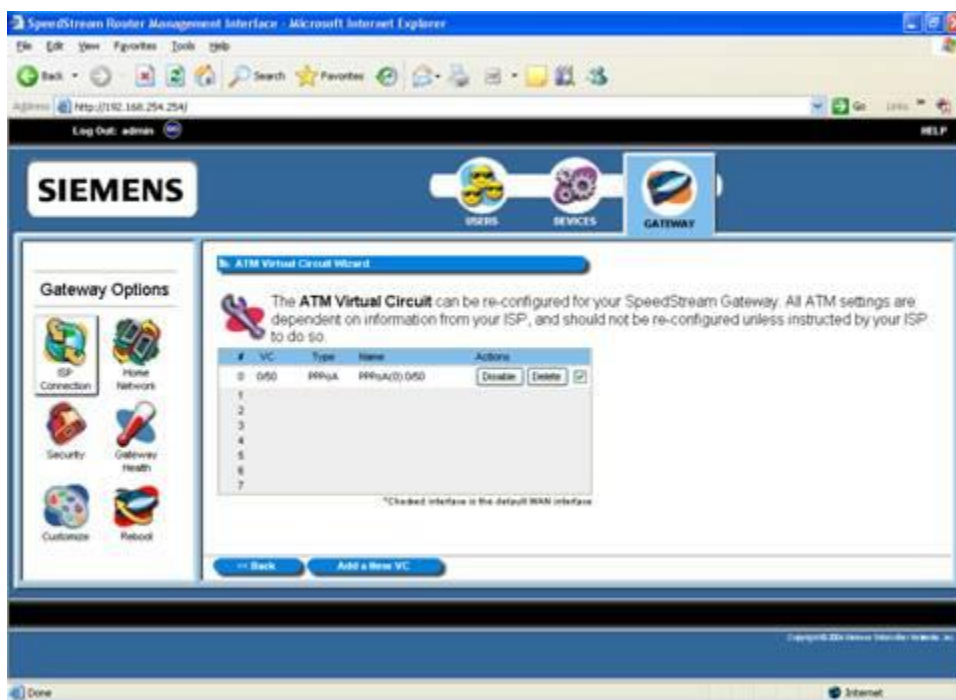 SpeedStream Router Management Interface - Microsoft Internet Explorer
File Edit View Favorites Tools Help
Back Search Favorites
Address http://192.168.254.254/ Go Links
Log Out: admin HELP
SIEMENS
USERS DEVICES GATEWAY
Gateway Options
ISP Connection
Home Network
Security
Gateway Health
Customize
Reboot
ATM Virtual Circuit Wizard
The ATM Virtual Circuit can be re-configured for your SpeedStream Gateway. All ATM settings are
dependent on information from your ISP, and should not be re-configured unless instructed by your ISP
to do so.
# VC Type Name Actions
0 0/50 PPPoA PPPoA(0) 0/50 Disable Delete
1
2
3
4
5
6
7
*Checked interface is the default WAN interface
<< Back Add a New VC
Done Internet